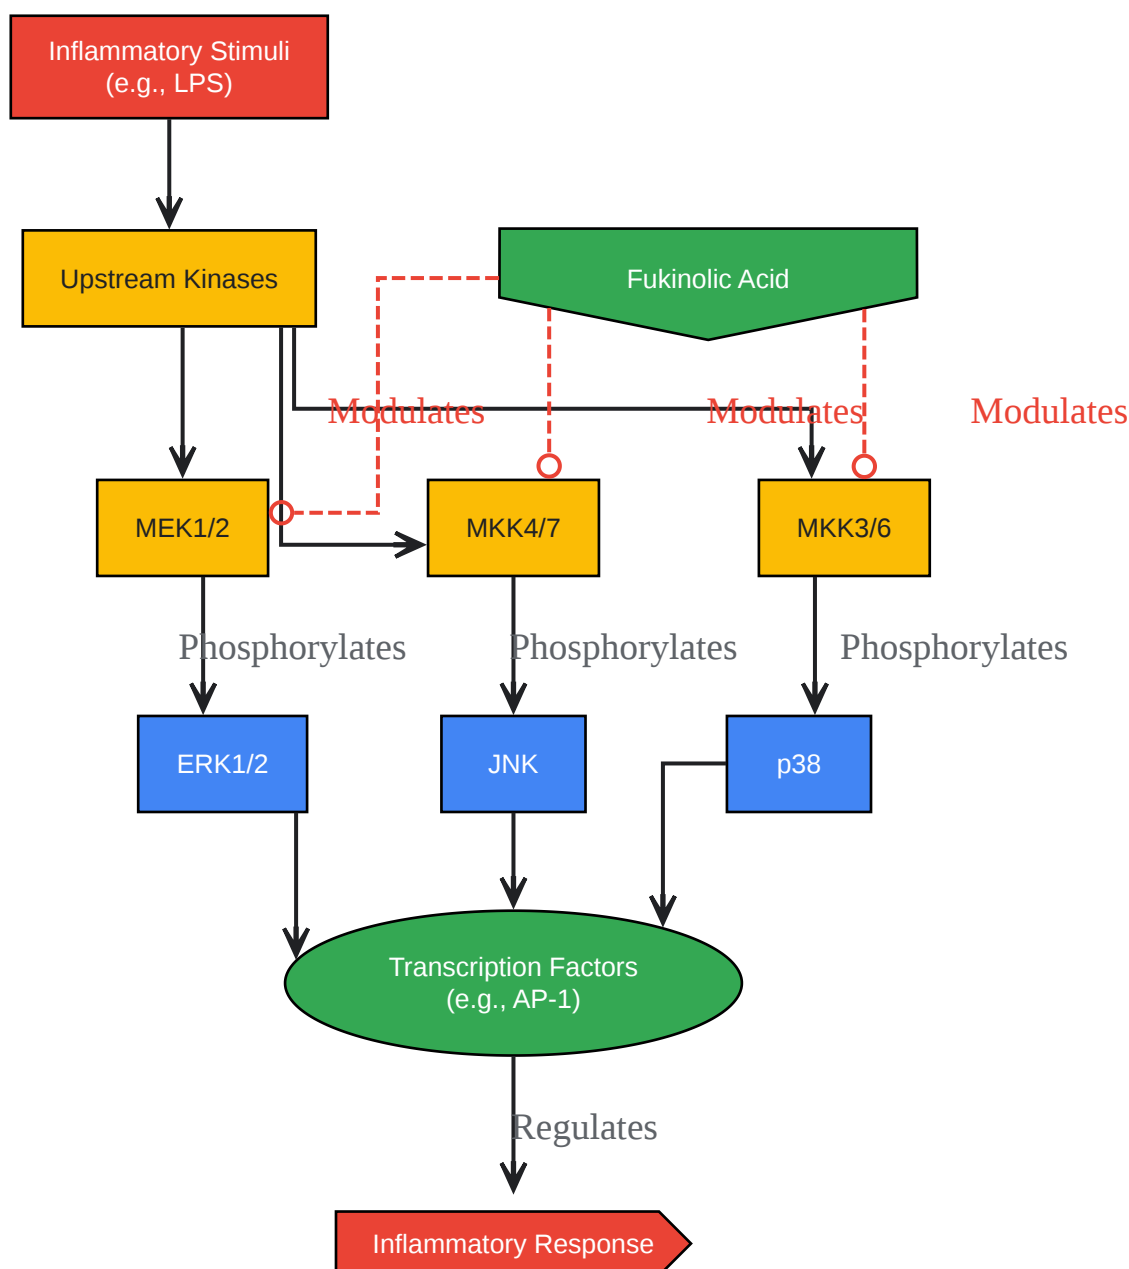 Inflammatory Stimuli
(e.g., LPS)
Upstream Kinases
Fukinolic Acid
Modulates
Modulates
Modulates
MEK1/2
MKK4/7
MKK3/6
Phosphorylates
Phosphorylates
Phosphorylates
ERK1/2
JNK
p38
Transcription Factors
(e.g., AP-1)
Regulates
Inflammatory Response